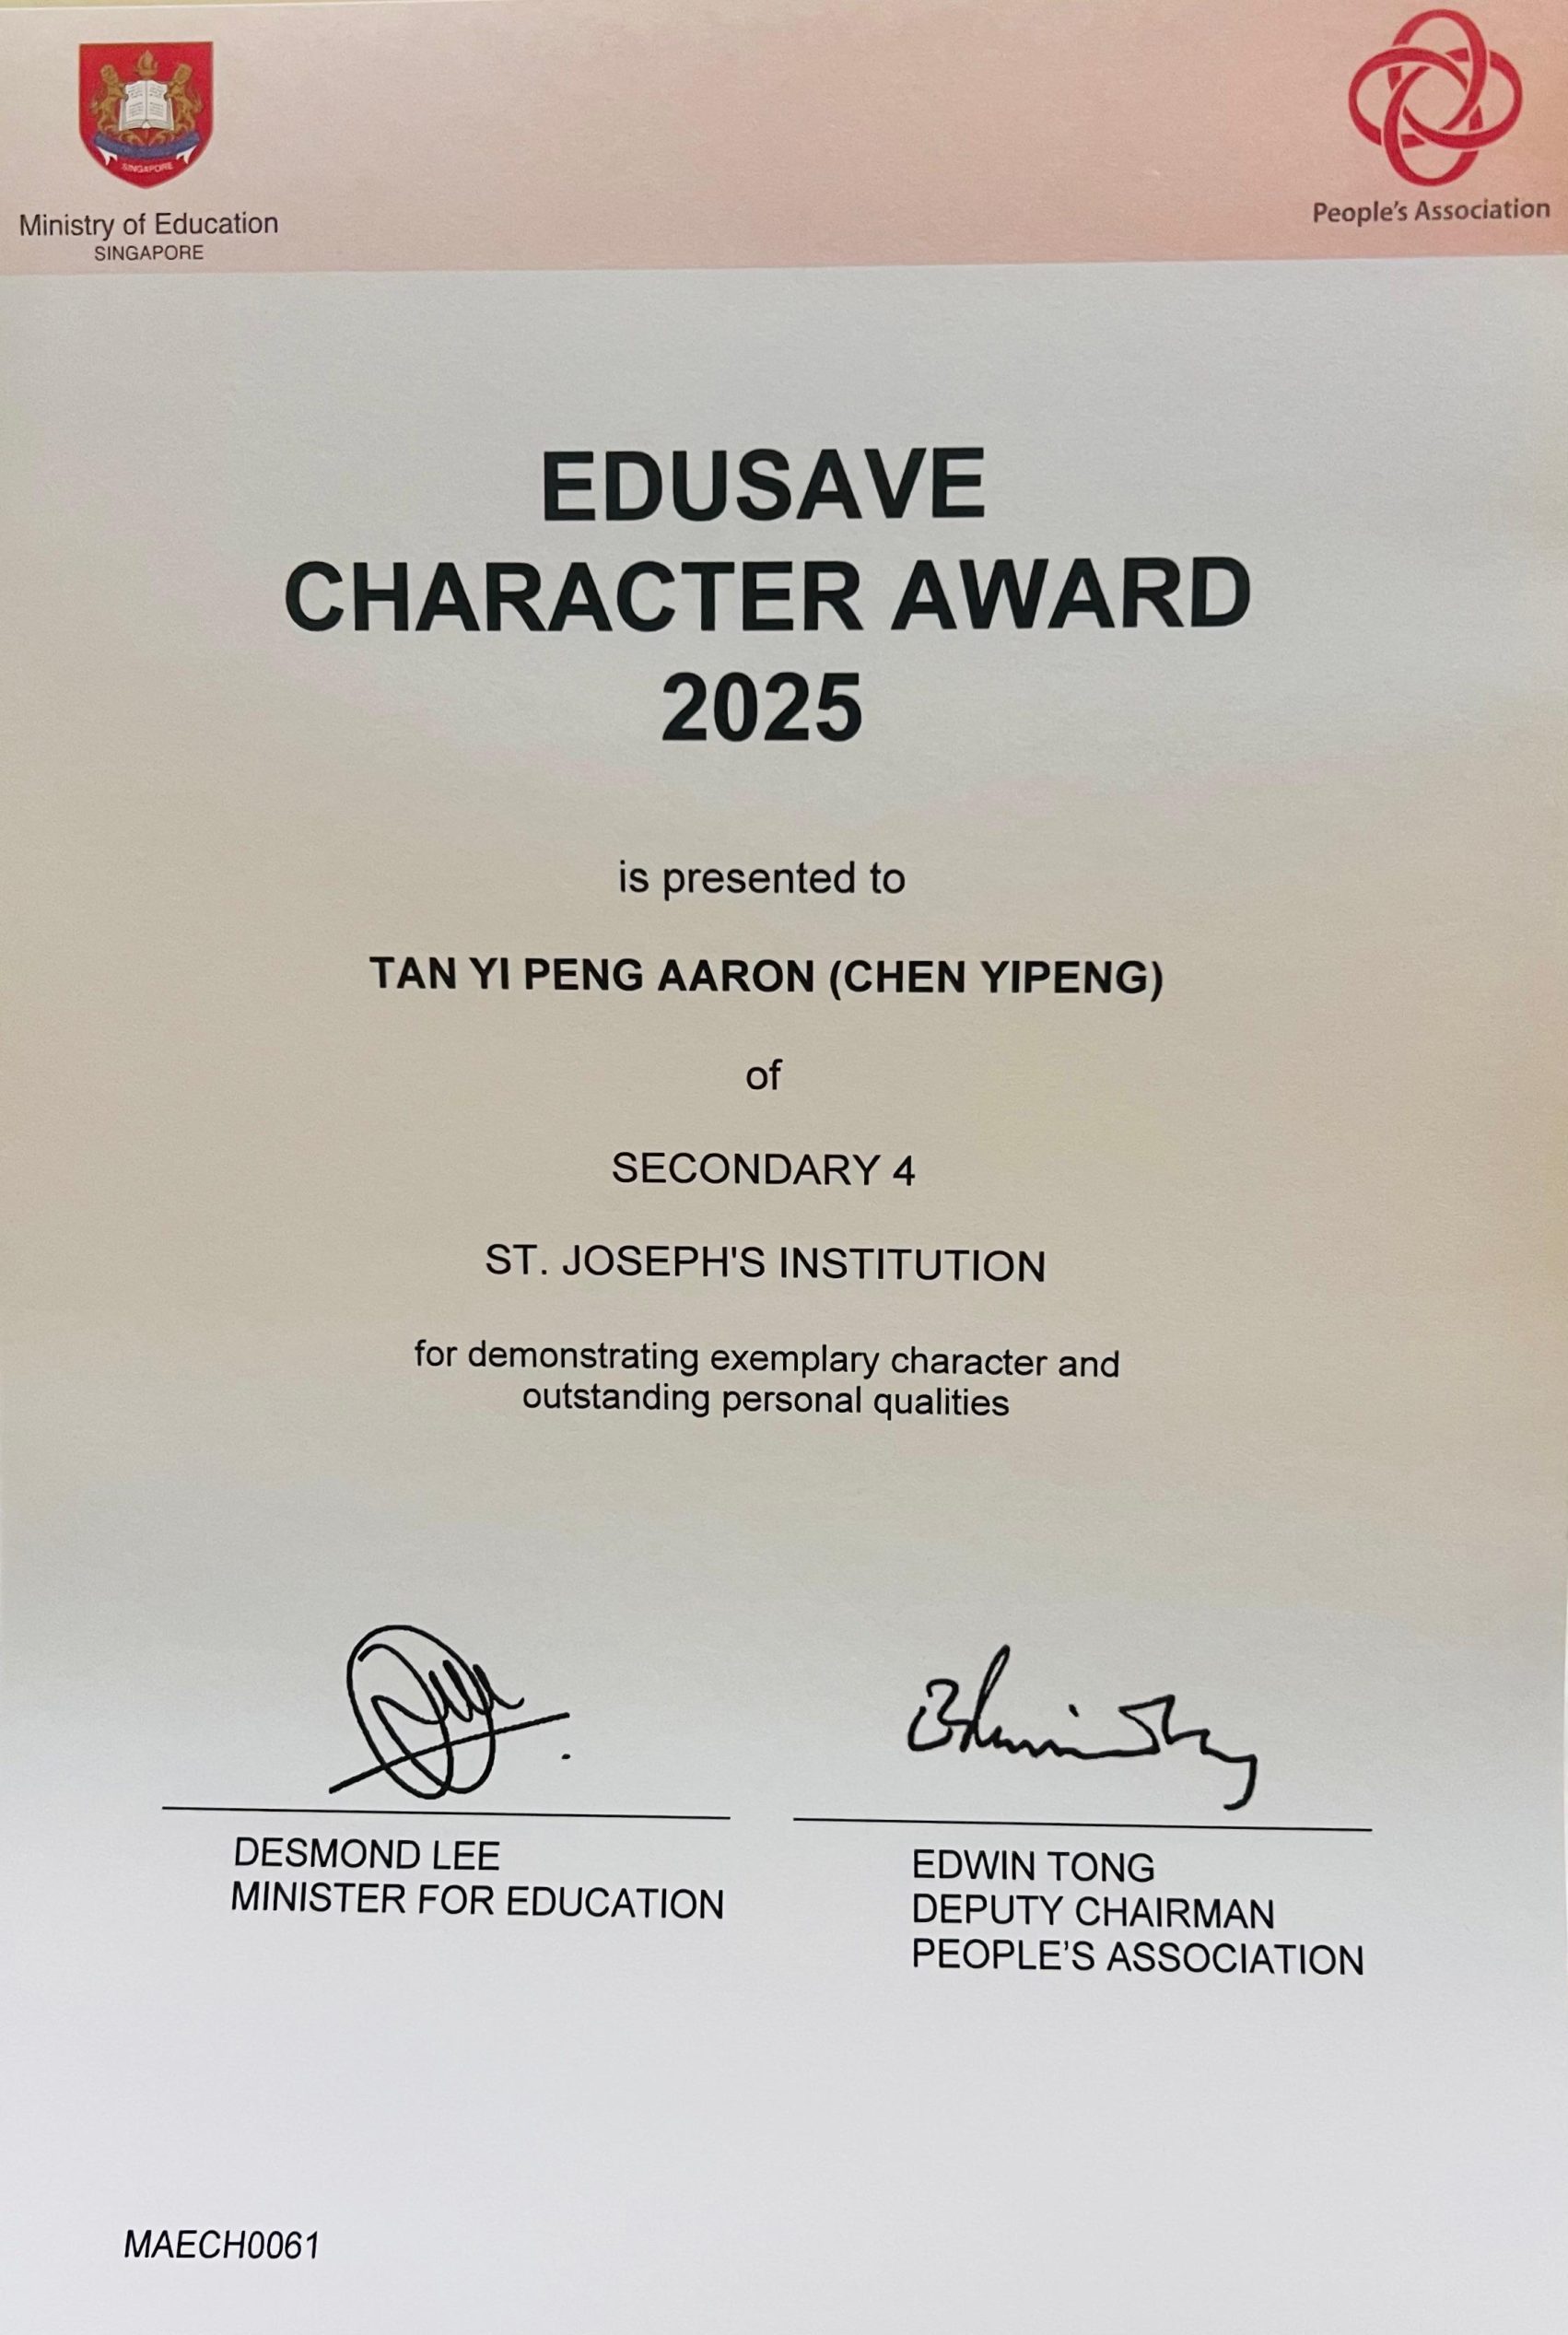 SINGAPORE
Ministry of Education
SINGAPORE
People's Association
EDUSAVE
CHARACTER AWARD
2025
is presented to
TAN YI PENG AARON (CHEN YIPENG)
of
SECONDARY 4
ST. JOSEPH'S INSTITUTION
for demonstrating exemplary character and
outstanding personal qualities
DESMOND LEE
MINISTER FOR EDUCATION
EDWIN TONG
DEPUTY CHAIRMAN
PEOPLE'S ASSOCIATION
MAECH0061